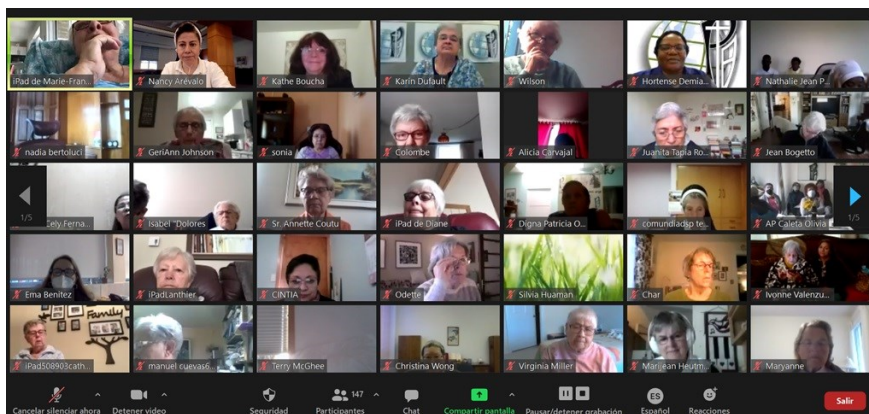 iPad de Marie-Fran...
Nancy Arévalo
Kathe Boucha
Karin Dufault
Wilson
Hortense Demia...
Nathalie Jean P...
nadia bertoluci
GeriAnn Johnson
sonia
Colombe
Alicia Carvajal
Juanita Tapia Ro...
Jean Bogetto
1/5
Cely Ferna...
Isabel "Dolores
Sr. Annette Coutu
iPad de Diane
Digna Patricia O...
comundiadsp te...
AP Caleta Olivia
1/5
Ema Benitez
iPadLanthier
CINTIA
Odette
Silvia Huaman
Char
Ivonne Valenzu...
Family
iPad508903cath...
manuel cuevas6...
Terry McGhee
Christina Wong
Virginia Miller
Marijean Heutm...
Maryanne
Cancelar silenciar ahora
Detener video
Seguridad
147
Participantes
Chat
Compartir pantalla
Pausar/detener grabación
ES
Español
Reacciones
Salir